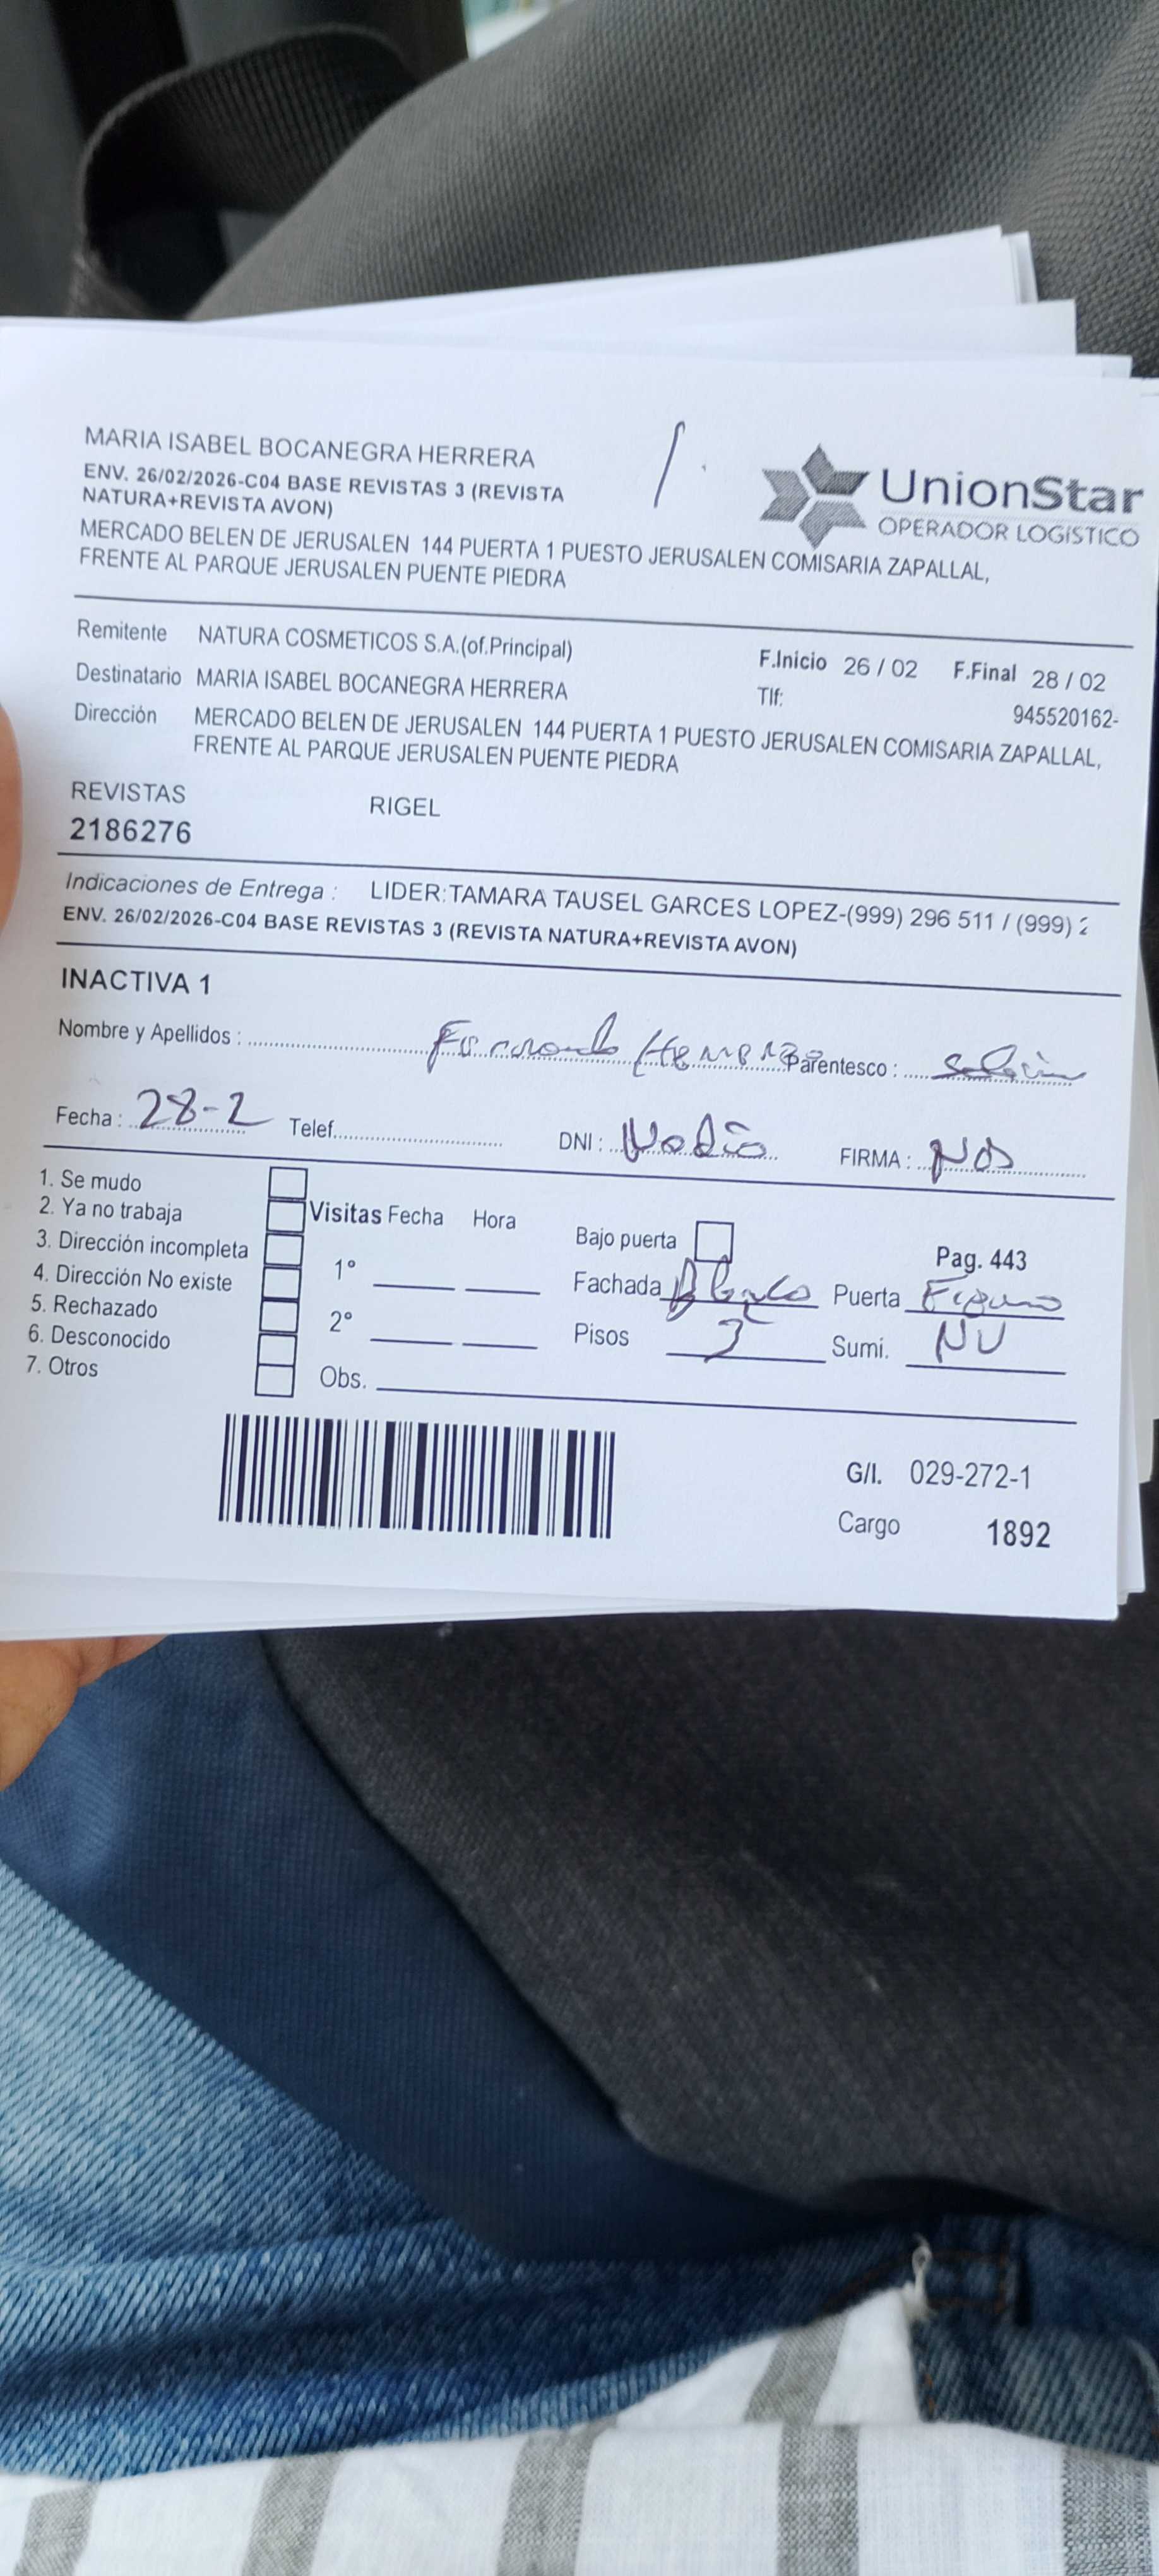 MARIA ISABEL BOCANEGRA HERRERA
ENV. 26/02/2026-C04 BASE REVISTAS 3 (REVISTA
NATURA+REVISTA AVON)
UnionStar
OPERADOR LOGISTICO
MERCADO BELEN DE JERUSALEN 144 PUERTA 1 PUESTO JERUSALEN COMISARIA ZAPALLAL,
FRENTE AL PARQUE JERUSALEN PUENTE PIEDRA
Remitente NATURA COSMETICOS S.A.(of.Principal)
F.Inicio 26 / 02 F.Final 28 / 02
Destinatario MARIA ISABEL BOCANEGRA HERRERA
Tlf: 945520162-
Dirección MERCADO BELEN DE JERUSALEN 144 PUERTA 1 PUESTO JERUSALEN COMISARIA ZAPALLAL,
FRENTE AL PARQUE JERUSALEN PUENTE PIEDRA
REVISTAS RIGEL
2186276
Indicaciones de Entrega : LIDER:TAMARA TAUSEL GARCES LOPEZ-(999) 296 511 / (999) 2
ENV. 26/02/2026-C04 BASE REVISTAS 3 (REVISTA NATURA+REVISTA AVON)
INACTIVA 1
Nombre y Apellidos : Parentesco :
Fecha : 28-2 Telef. DNI : No dio FIRMA :
1. Se mudo
2. Ya no trabaja
3. Dirección incompleta
4. Dirección No existe
5. Rechazado
6. Desconocido
7. Otros
Visitas Fecha Hora
1°
2°
Obs.
Bajo puerta
Pag. 443
Fachada Blanco Puerta
Pisos 3 Sumi. NV
G/I. 029-272-1
Cargo 1892